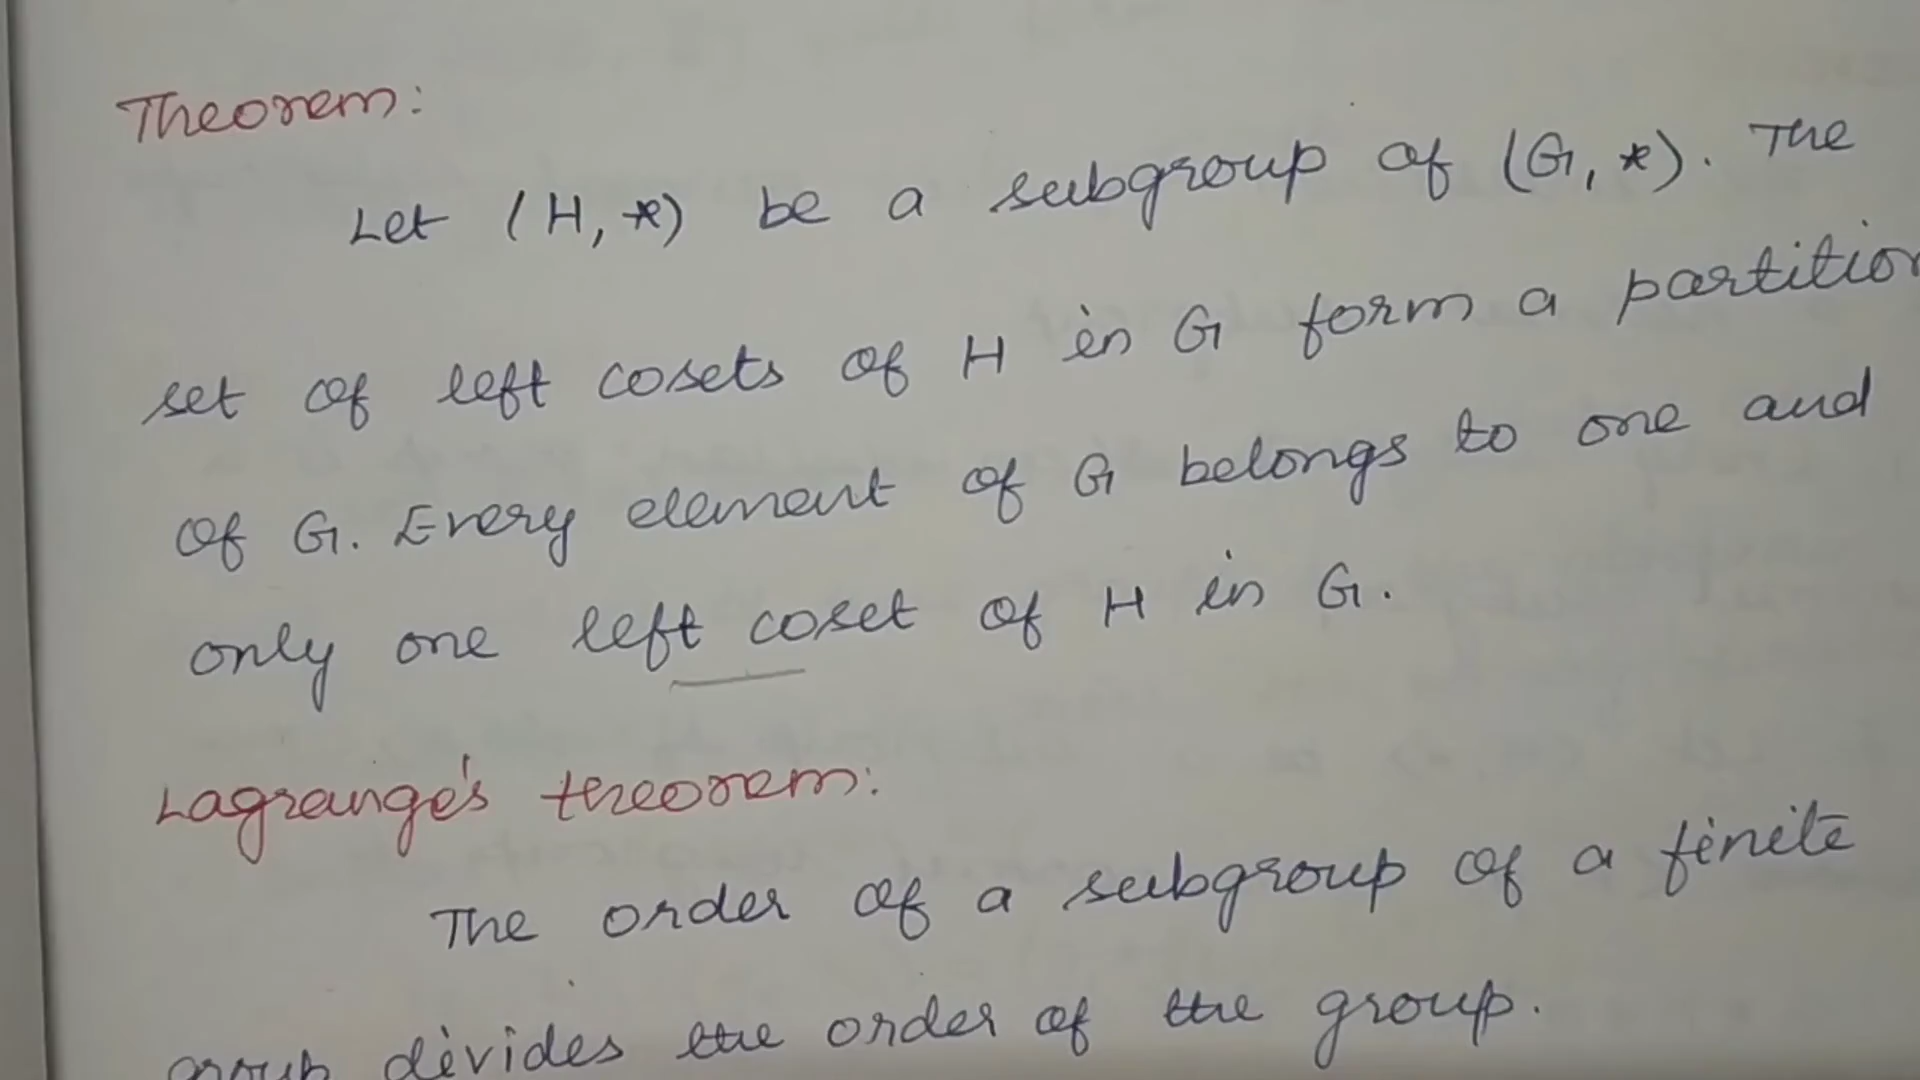 Theorem:
Let (H, *) be a subgroup of (G, *). The
set of left cosets of H in G form a partition
of G. Every element of G belongs to one and
only one left coset of H in G.
Lagrange's theorem:
The order of a subgroup of a finite
group divides the order of the group.